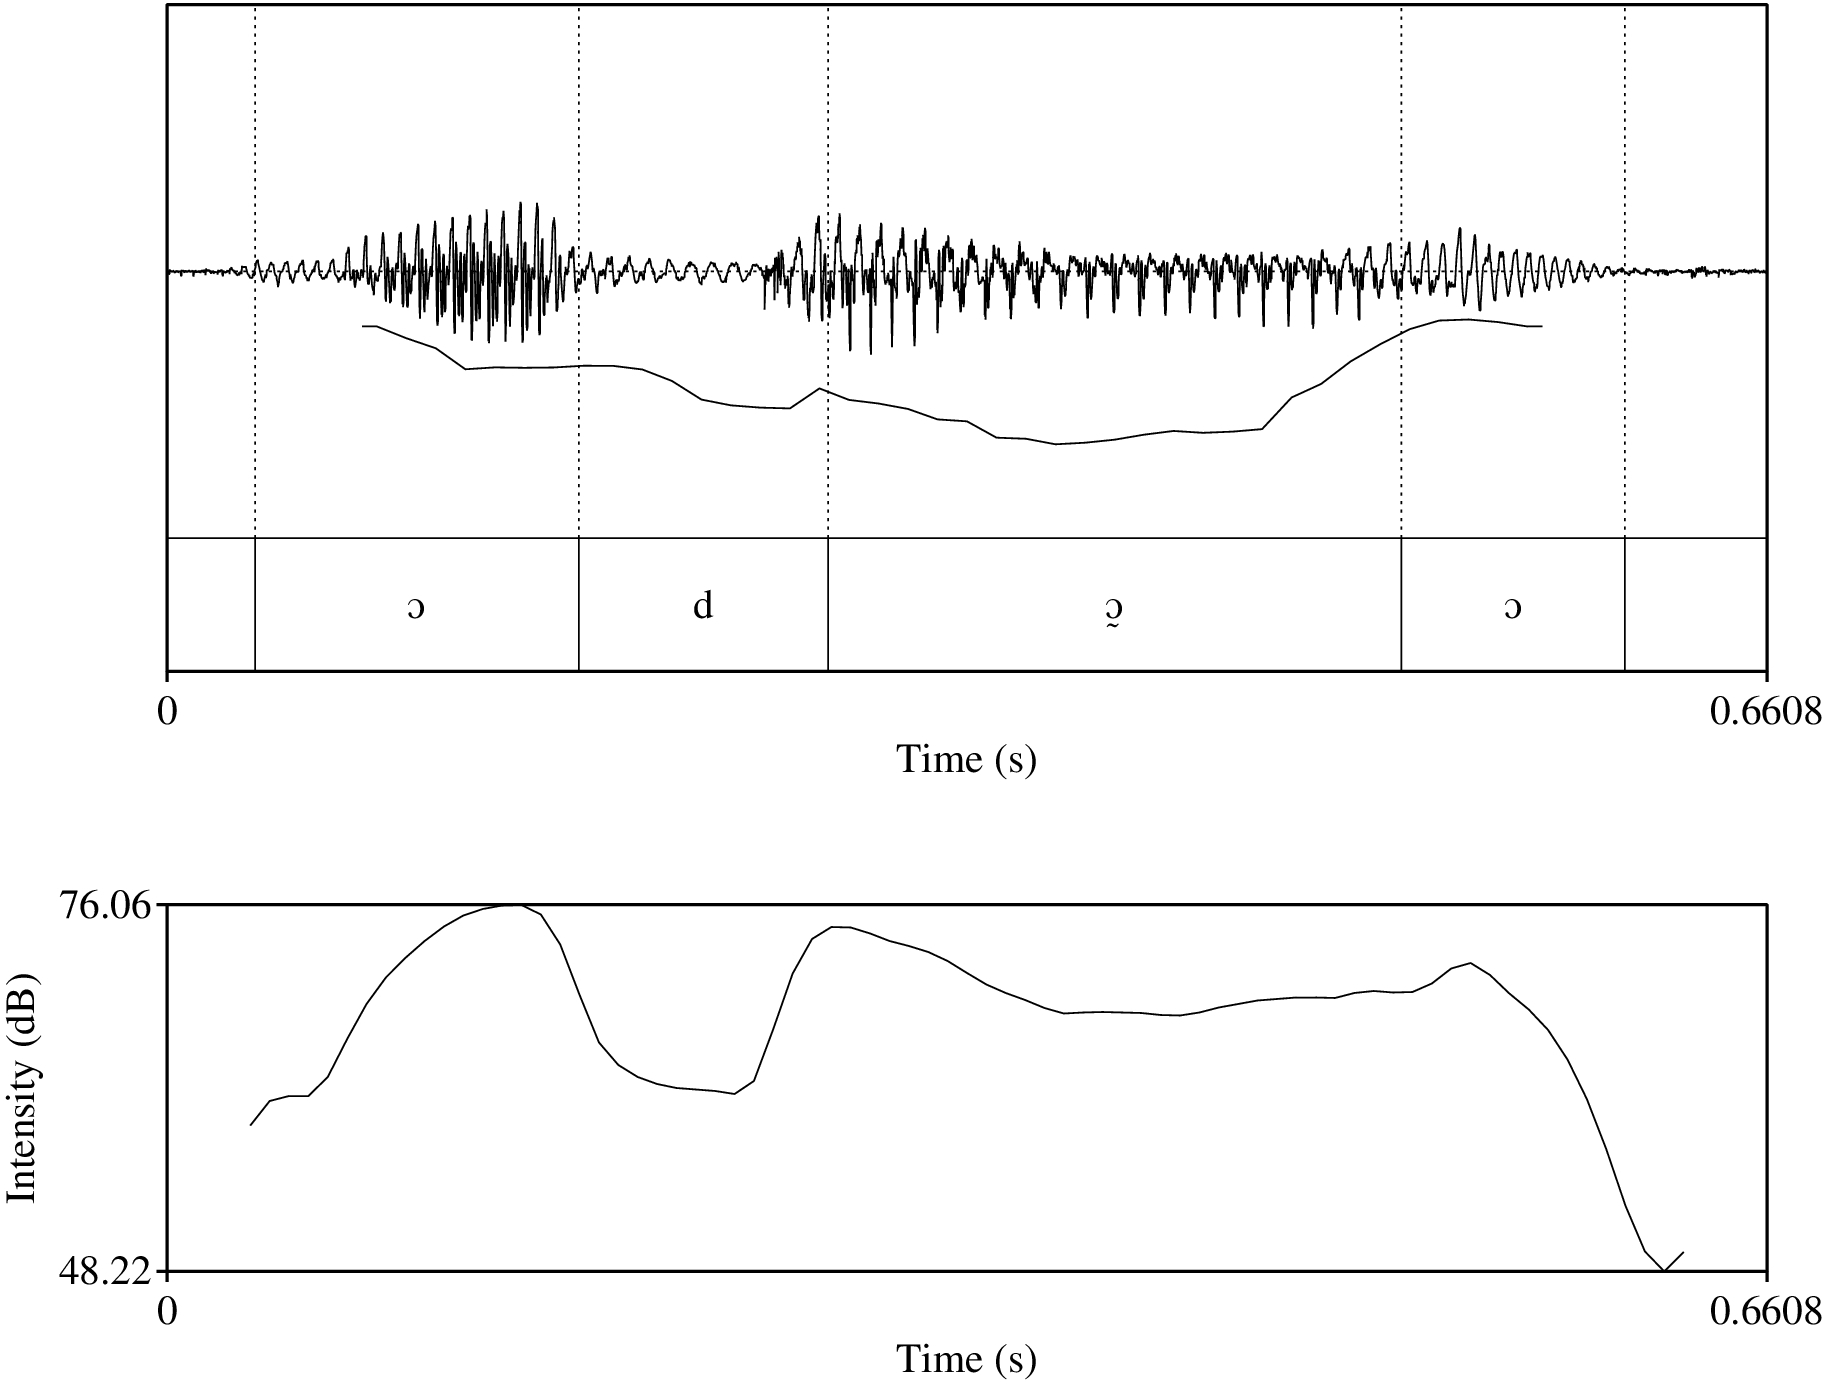 ɔ d ɔ̰ ɔ
0 0.6608
Time (s)
76.06
Intensity (dB)
48.22
0 0.6608
Time (s)